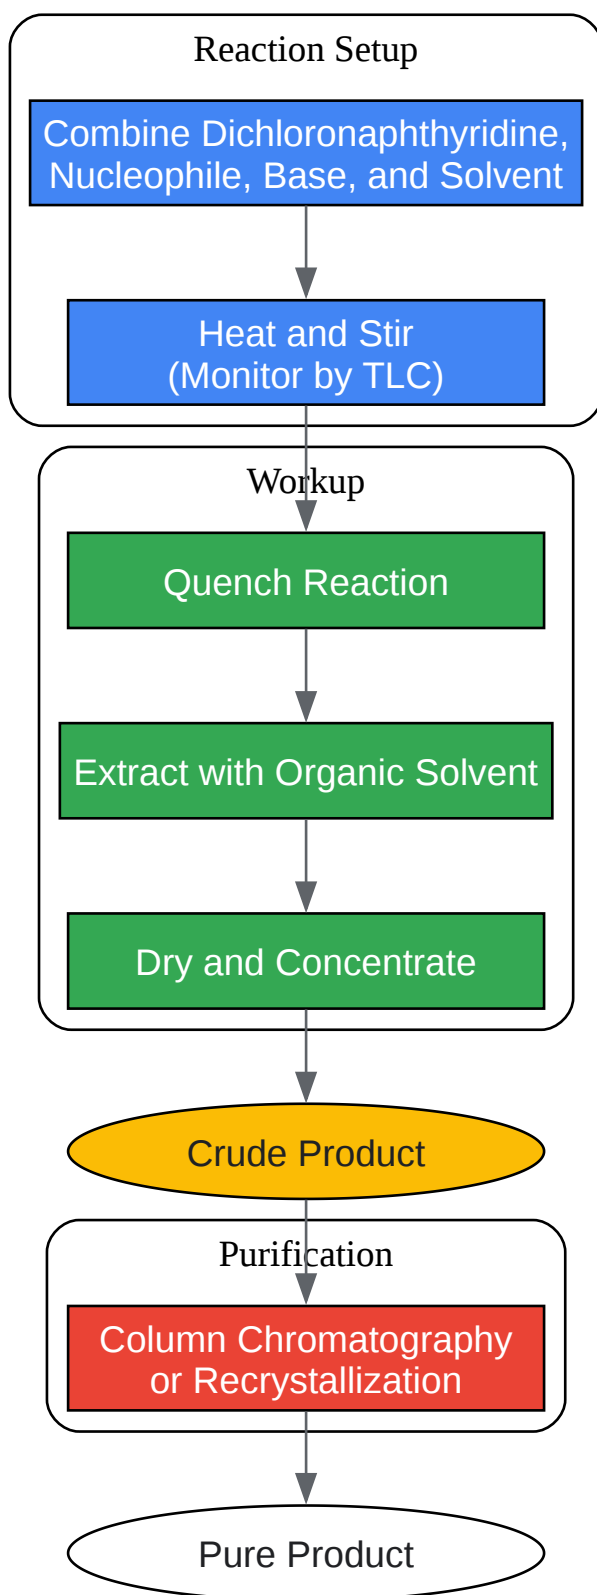 Reaction Setup
Combine Dichloronaphthyridine,
Nucleophile, Base, and Solvent
Heat and Stir
(Monitor by TLC)
Workup
Quench Reaction
Extract with Organic Solvent
Dry and Concentrate
Crude Product
Purification
Column Chromatography
or Recrystallization
Pure Product